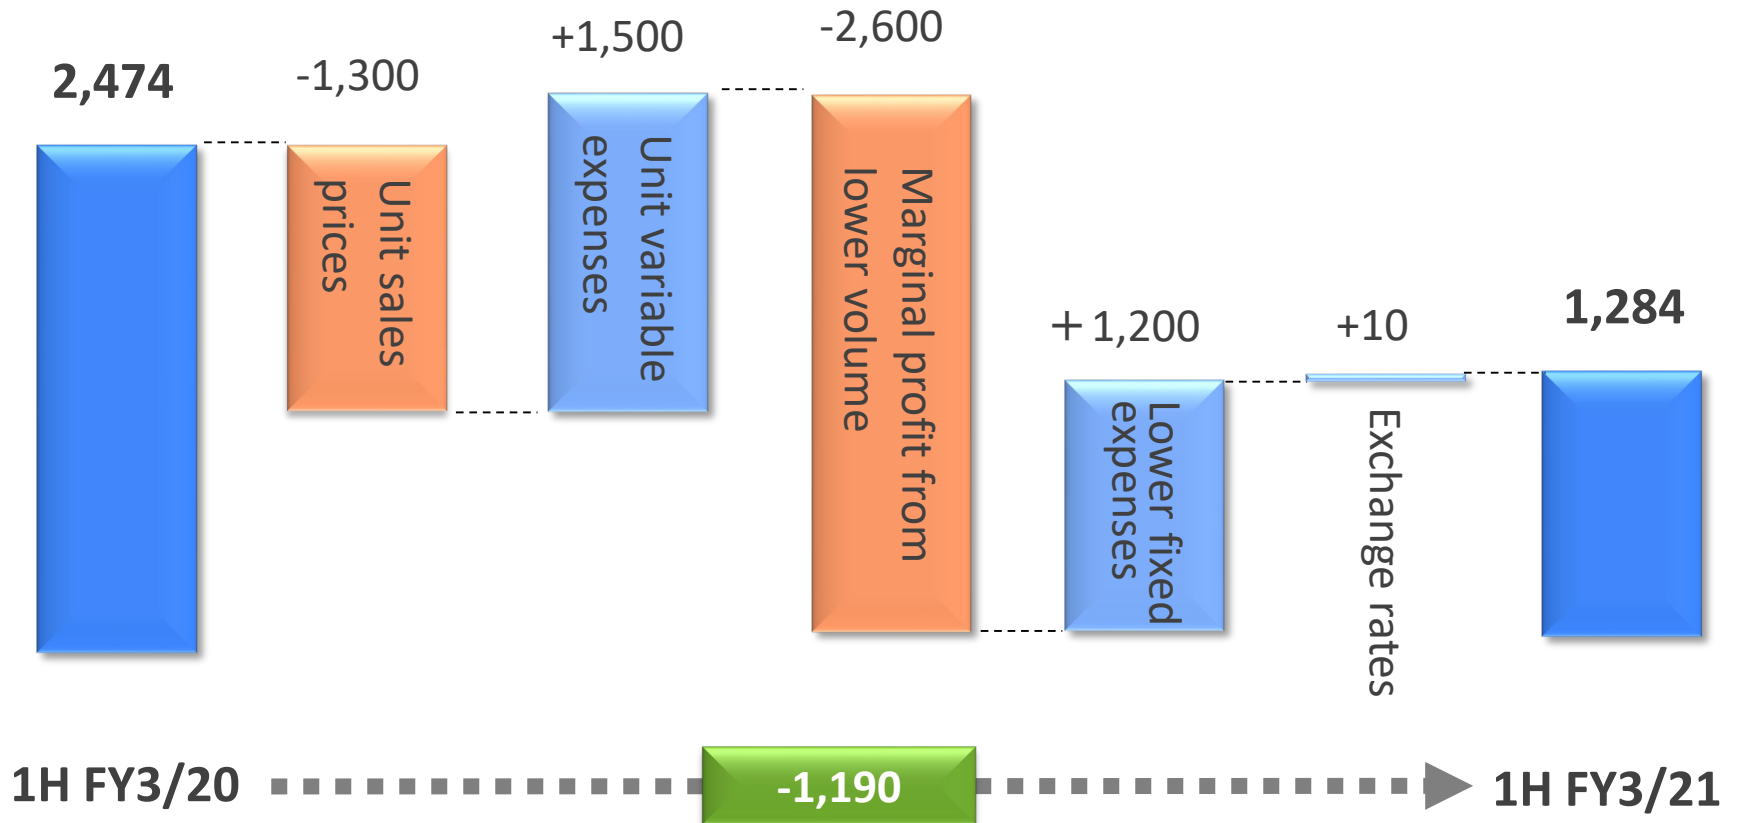 2,474
-1,300
+1,500
-2,600
+1,200
+10
1,284
Unit sales
prices
Unit variable
expenses
Marginal profit from
lower volume
Lower fixed
expenses
Exchange rates
1H FY3/20
-1,190
1H FY3/21